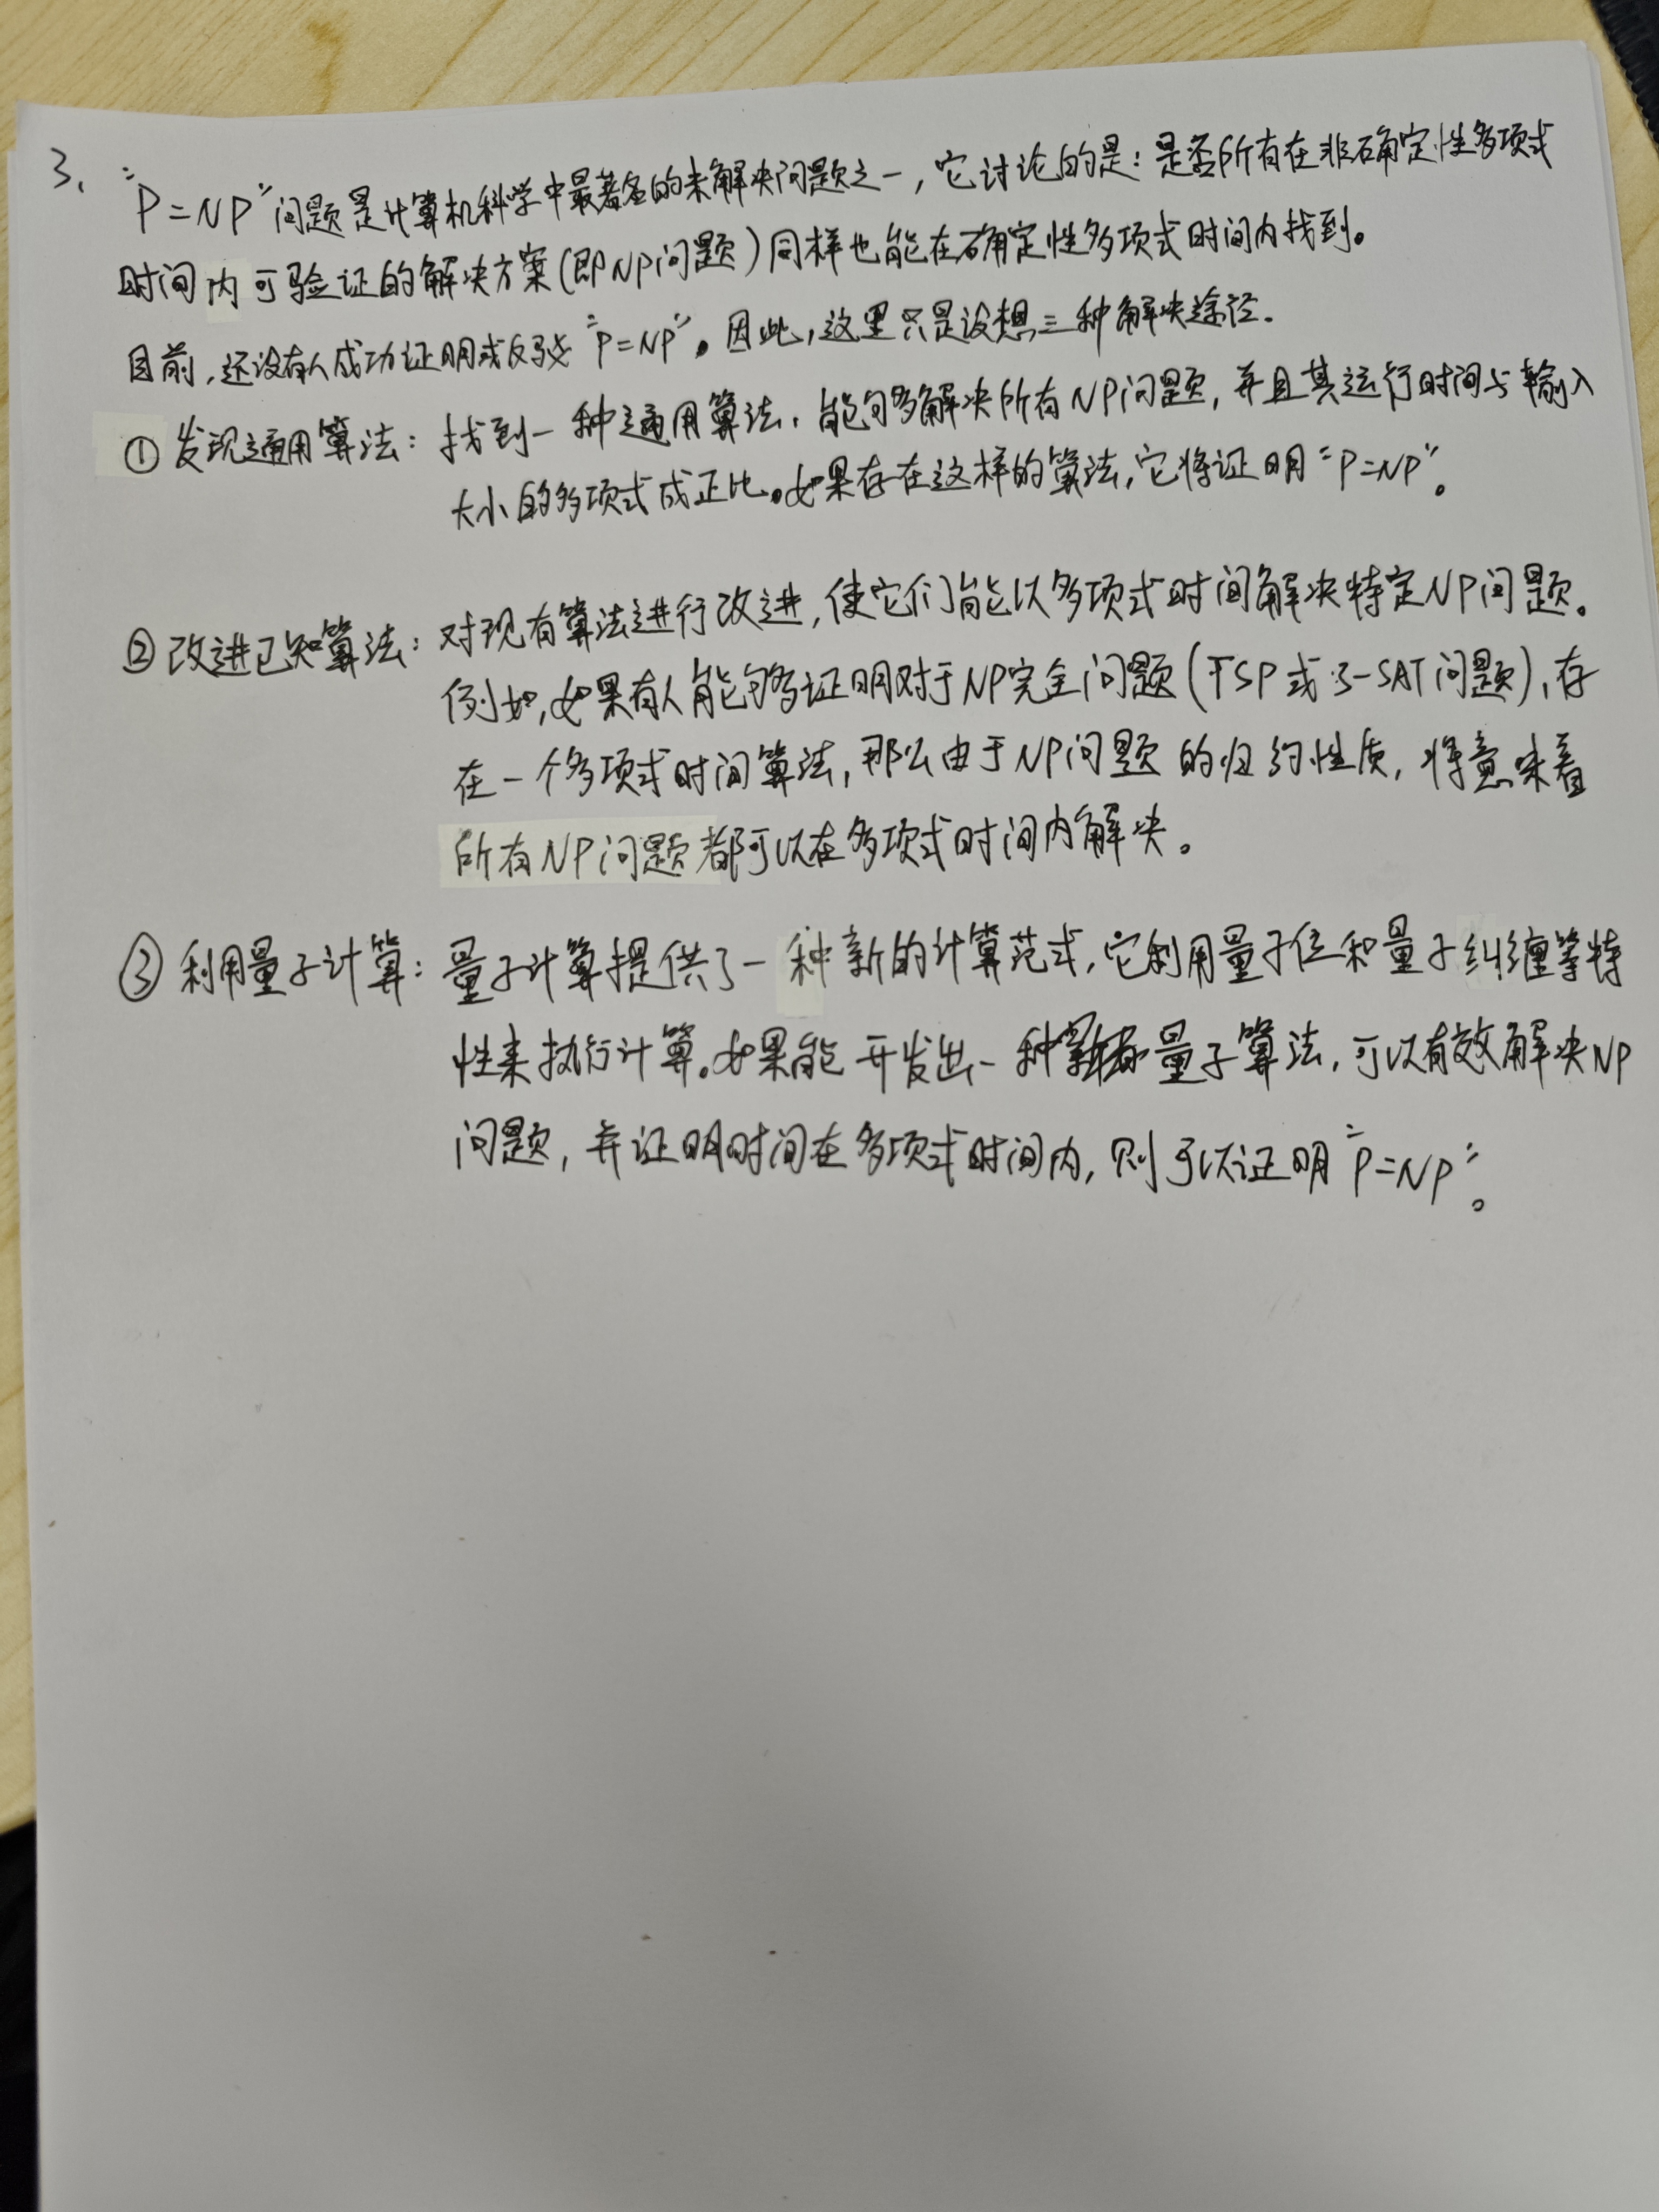 3、“P=NP”问题是计算机科学中最著名的未解决问题之一，它讨论的是：是否所有在非确定性多项式
时间内可验证的解决方案(即NP问题)同样也能在确定性多项式时间内找到。
目前,还没有人成功证明或反驳“P=NP”。因此,这里只是设想三种解决途径.
①发现通用算法：找到一种通用算法，能够解决所有NP问题,并且其运行时间与输入
大小的多项式成正比。如果存在这样的算法,它将证明“P=NP”。
②改进已知算法：对现有算法进行改进,使它们能以多项式时间解决特定NP问题。
例如,如果有人能够证明对于NP完全问题(TSP或3-SAT问题),存
在一个多项式时间算法,那么由于NP问题的归约性质,将意味着
所有NP问题都可以在多项式时间内解决。
③利用量子计算：量子计算提供了一种新的计算范式,它利用量子位和量子纠缠等特
性来执行计算。如果能开发出一种量子算法,可以有效解决NP
问题,并证明时间在多项式时间内,则可以证明“P=NP”。